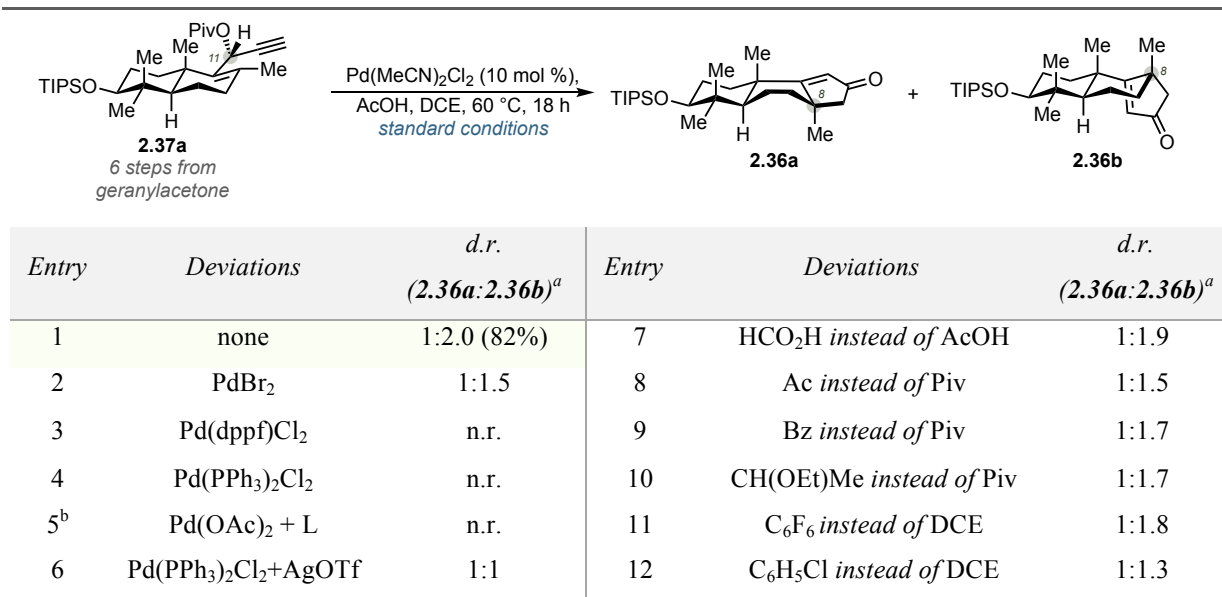 PivO H
Me Me 11 Me
TIPSO
Me
H
2.37a
6 steps from
geranylacetone
Pd(MeCN)2Cl2 (10 mol %),
AcOH, DCE, 60 °C, 18 h
standard conditions
Me
Me O
8
TIPSO
Me H Me
2.36a
+
Me Me
Me 8
TIPSO
Me H
O
2.36b
Entry Deviations d.r. (2.36a:2.36b)a Entry Deviations d.r. (2.36a:2.36b)a
1 none 1:2.0 (82%) 7 HCO2H instead of AcOH 1:1.9
2 PdBr2 1:1.5 8 Ac instead of Piv 1:1.5
3 Pd(dppf)Cl2 n.r. 9 Bz instead of Piv 1:1.7
4 Pd(PPh3)2Cl2 n.r. 10 CH(OEt)Me instead of Piv 1:1.7
5b Pd(OAc)2 + L n.r. 11 C6F6 instead of DCE 1:1.8
6 Pd(PPh3)2Cl2+AgOTf 1:1 12 C6H5Cl instead of DCE 1:1.3